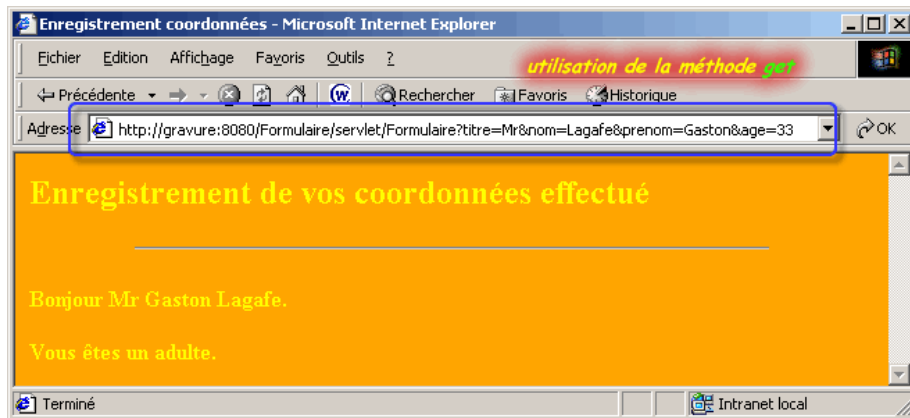 Enregistrement coordonnées - Microsoft Internet Explorer
Fichier Edition Affichage Favoris Outils ?
utilisation de la méthode get
Précédente Rechercher Favoris Historique
Adresse http://gravure:8080/Formulaire/servlet/Formulaire?titre=Mr&nom=Lagafe&prenom=Gaston&age=33 OK
Enregistrement de vos coordonnées effectué
Bonjour Mr Gaston Lagafe.
Vous êtes un adulte.
Terminé Intranet local